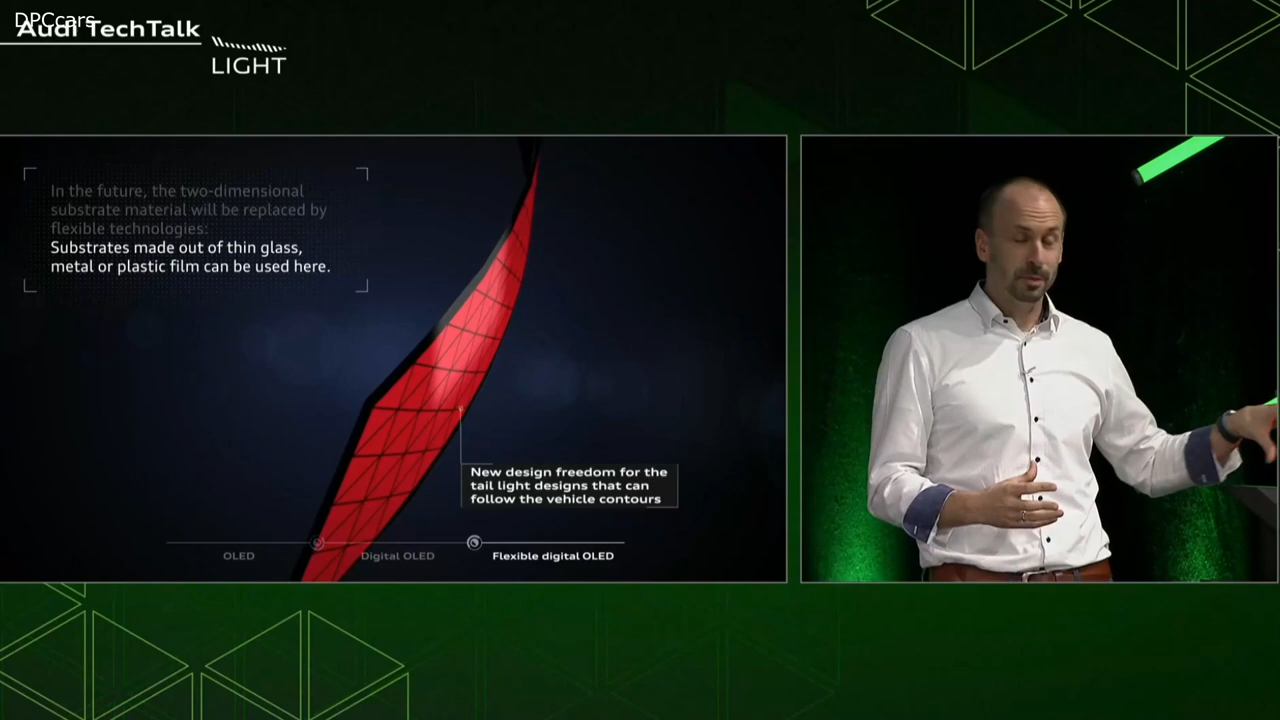 DPCcars
Audi TechTalk
LIGHT
In the future, the two-dimensional
substrate material will be replaced by
flexible technologies:
Substrates made out of thin glass,
metal or plastic film can be used here.
New design freedom for the
tail light designs that can
follow the vehicle contours
OLED
Digital OLED
Flexible digital OLED